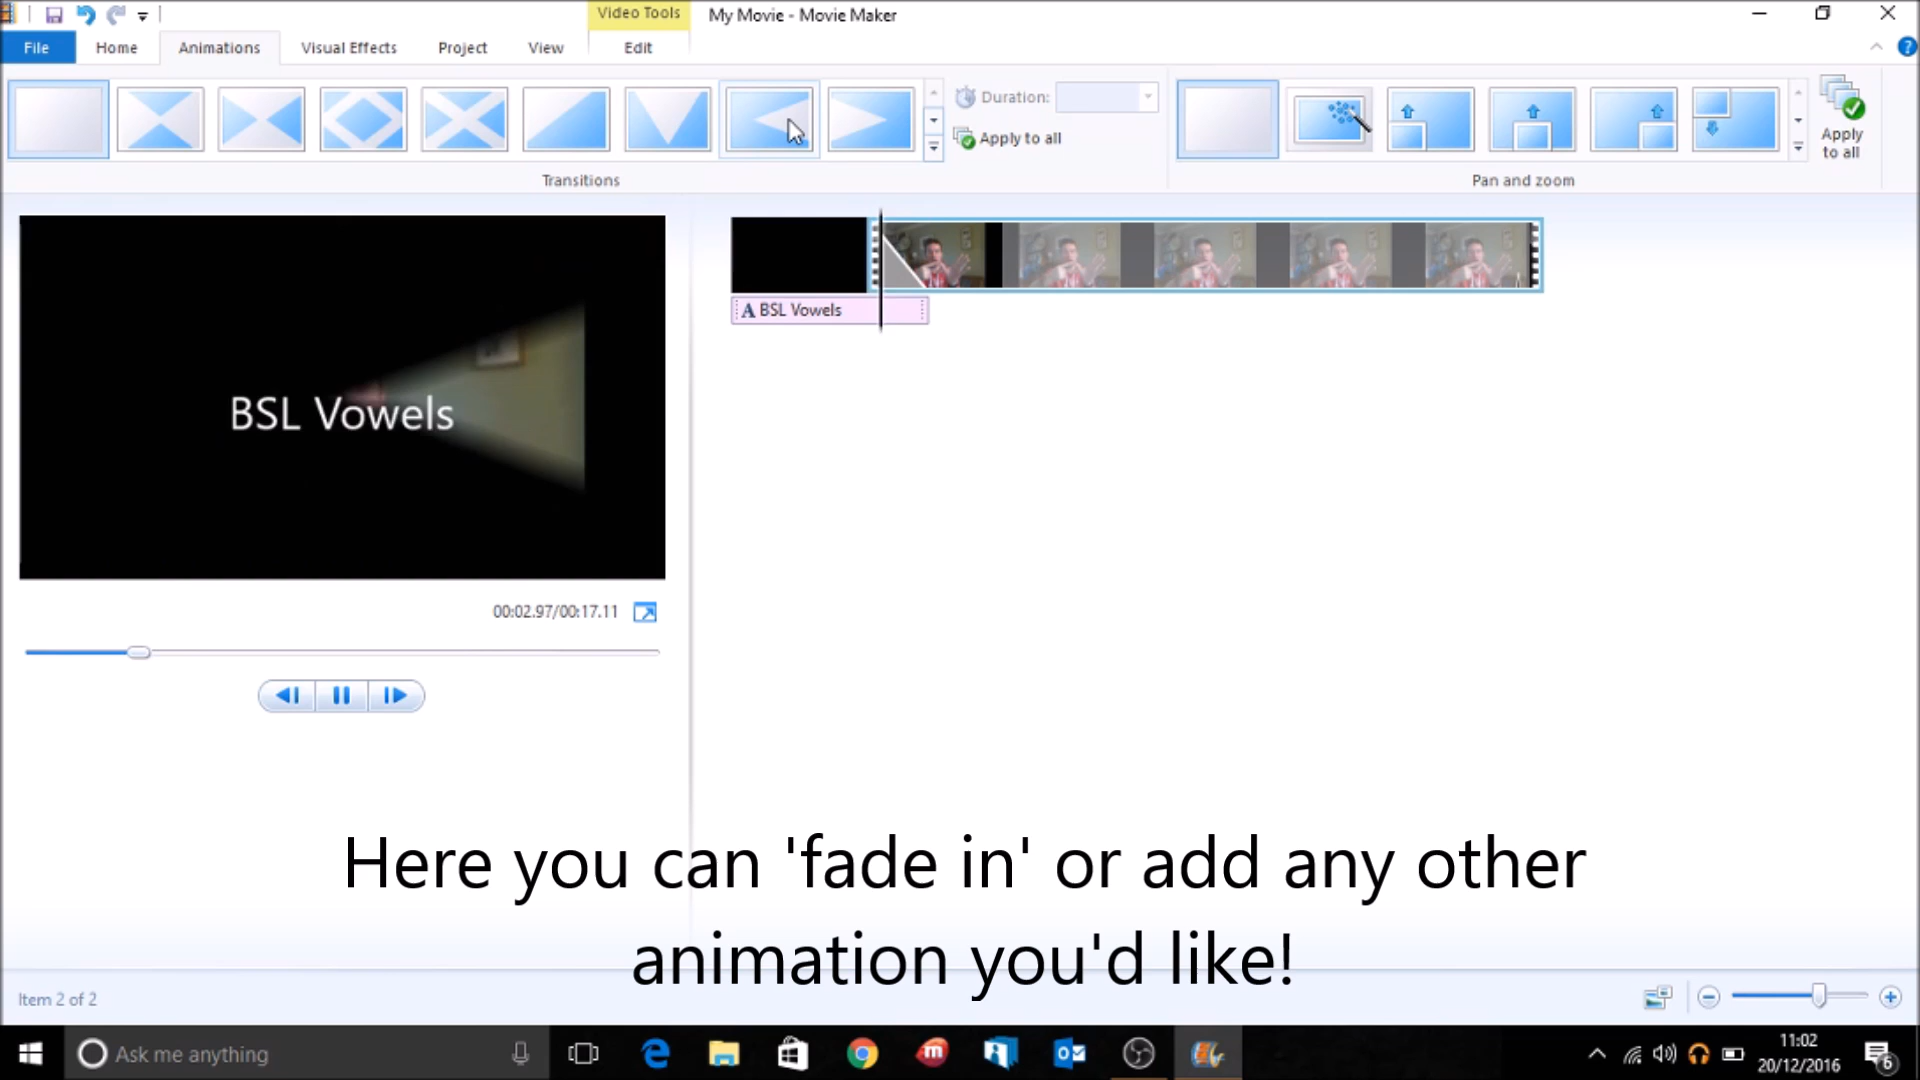 Video Tools
My Movie - Movie Maker
File
Home
Animations
Visual Effects
Project
View
Edit
Duration:
Apply to all
Apply
to all
Transitions
Pan and zoom
BSL Vowels
A BSL Vowels
00:02.97/00:17.11
Here you can 'fade in' or add any other
animation you'd like!
Item 2 of 2
Ask me anything
11:02
20/12/2016
6